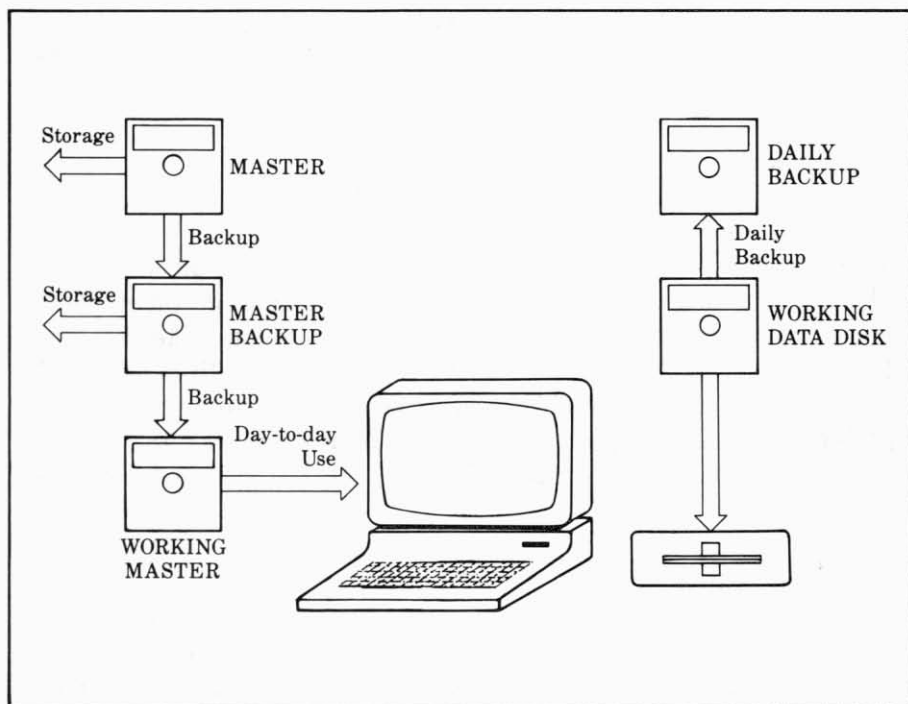 Storage
MASTER
Backup
Storage
MASTER
BACKUP
Backup
Day-to-day
Use
WORKING
MASTER
DAILY
BACKUP
Daily
Backup
WORKING
DATA DISK